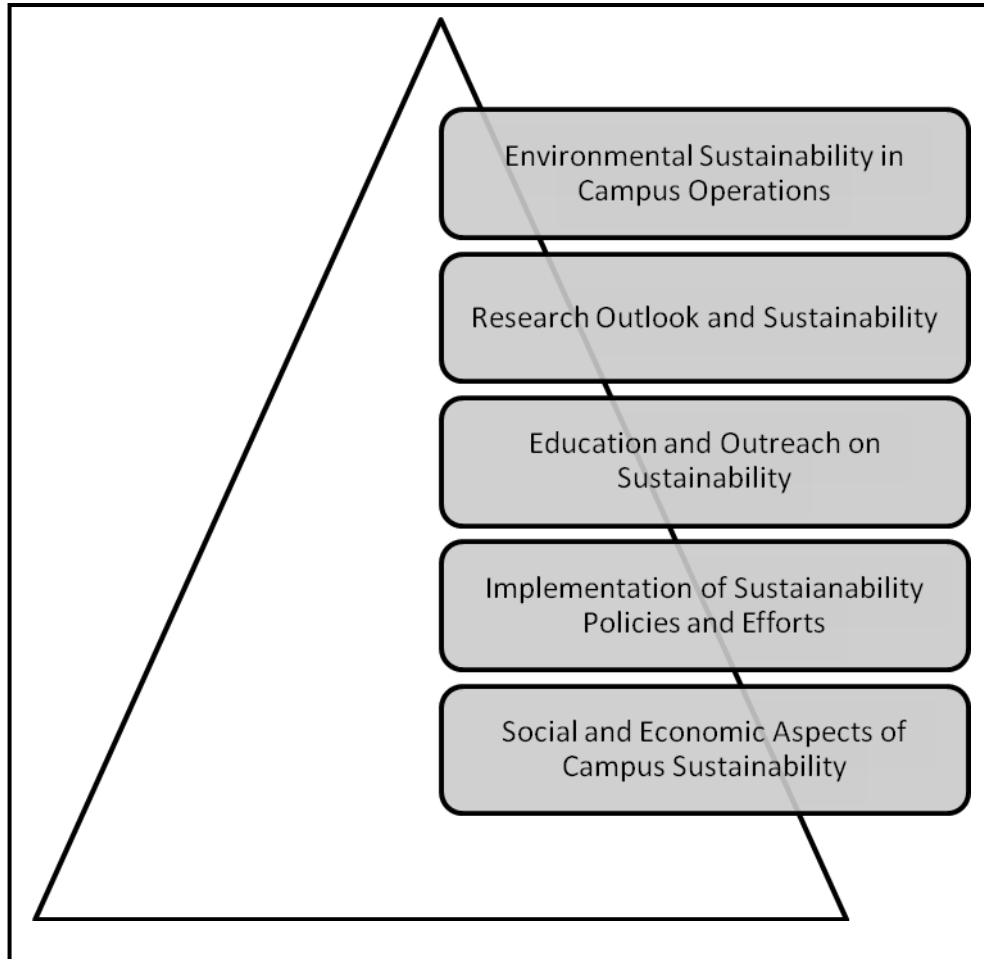 Environmental Sustainability in
Campus Operations
Research Outlook and Sustainability
Education and Outreach on
Sustainability
Implementation of Sustaianability
Policies and Efforts
Social and Economic Aspects of
Campus Sustainability